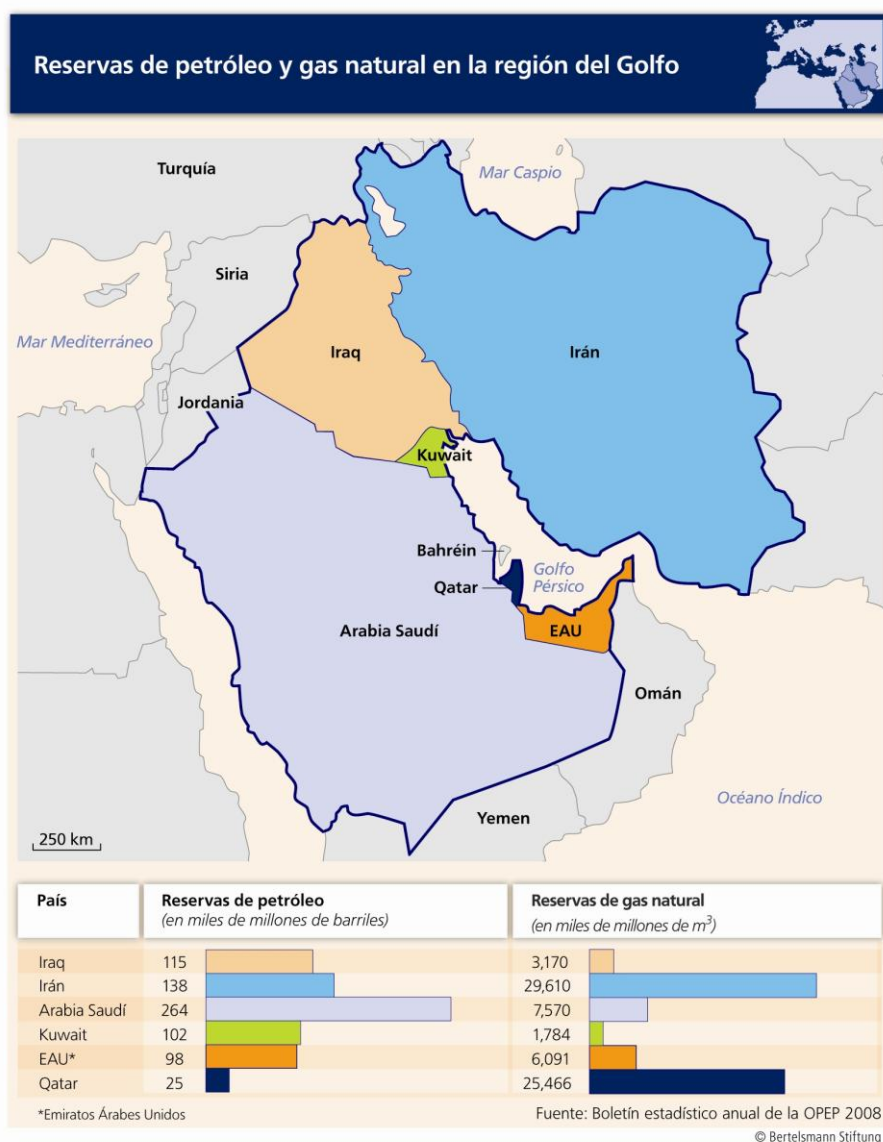 Reservas de petróleo y gas natural en la región del Golfo
Turquía
Mar Caspio
Siria
Mar Mediterráneo
Iraq
Irán
Jordania
Kuwait
Bahréin
Golfo
Pérsico
Qatar
Arabia Saudí
EAU
Omán
Océano Índico
Yemen
250 km
País
Reservas de petróleo
(en miles de millones de barriles)
Reservas de gas natural
(en miles de millones de m³)
Iraq 115 3,170
Irán 138 29,610
Arabia Saudí 264 7,570
Kuwait 102 1,784
EAU* 98 6,091
Qatar 25 25,466
*Emiratos Árabes Unidos
Fuente: Boletín estadístico anual de la OPEP 2008
© Bertelsmann Stiftung